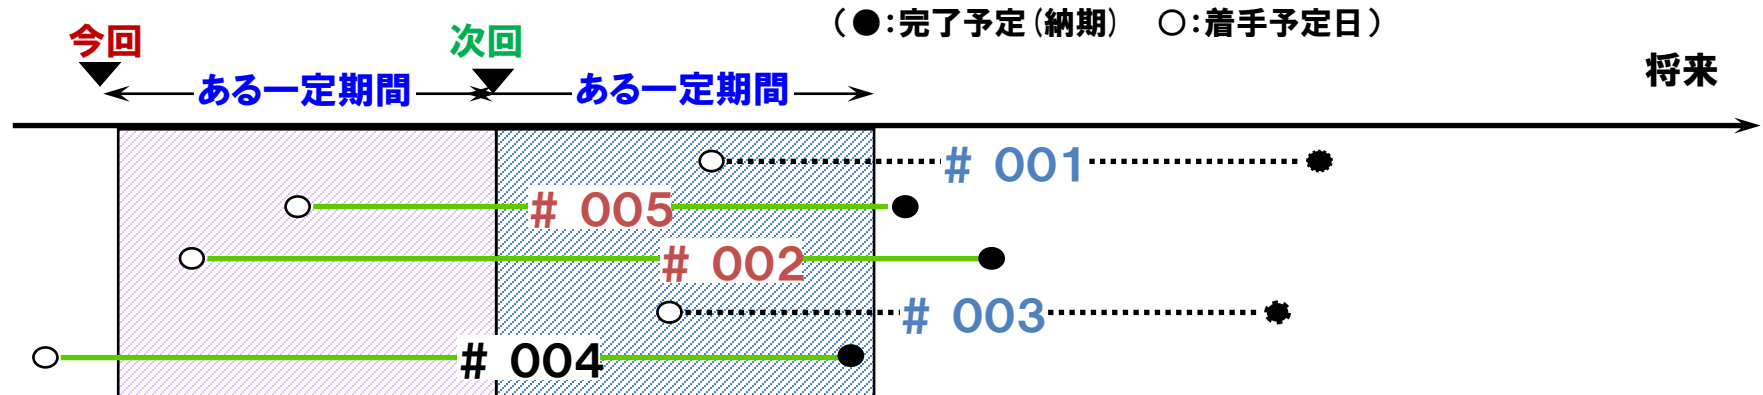 (●:完了予定(納期) ○:着手予定日)
今回
次回
将来
ある一定期間
ある一定期間
# 001
# 005
# 002
# 003
# 004